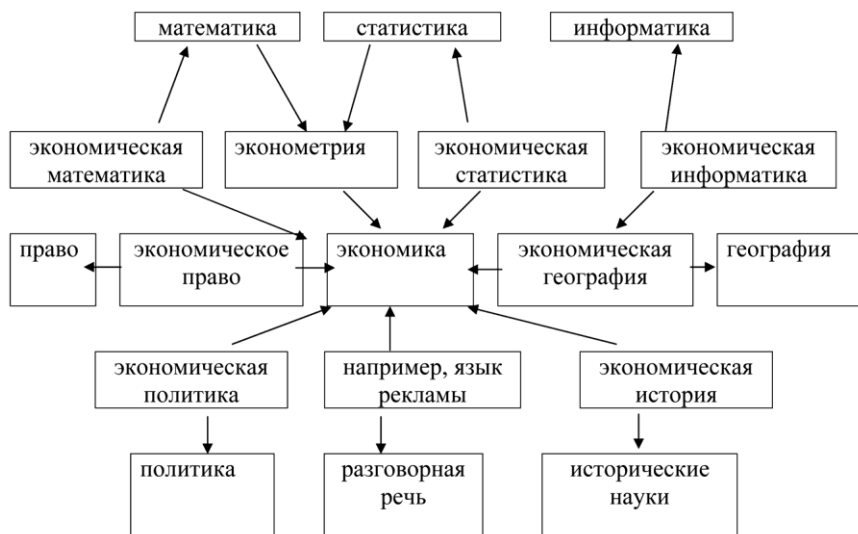 математика
статистика
информатика
экономическая
математика
эконометрия
экономическая
статистика
экономическая
информатика
право
экономическое
право
экономика
экономическая
география
география
экономическая
политика
например, язык
рекламы
экономическая
история
политика
разговорная
речь
исторические
науки